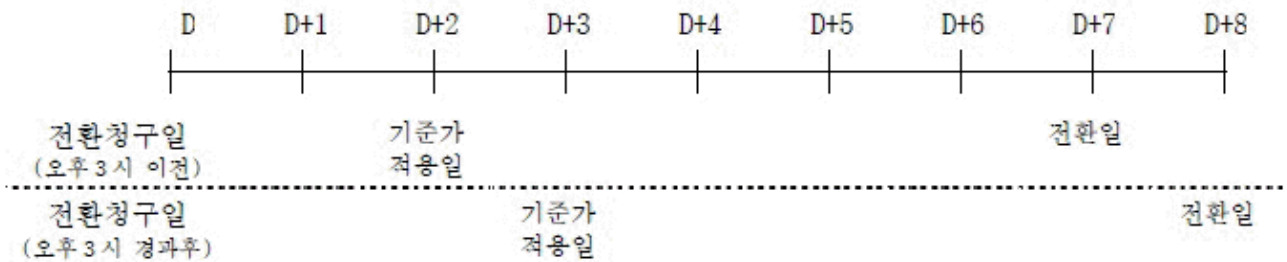 D D+1 D+2 D+3 D+4 D+5 D+6 D+7 D+8
전환청구일 기준가 전환일
(오후 3시 이전) 적용일
전환청구일 기준가 전환일
(오후 3시 경과후) 적용일